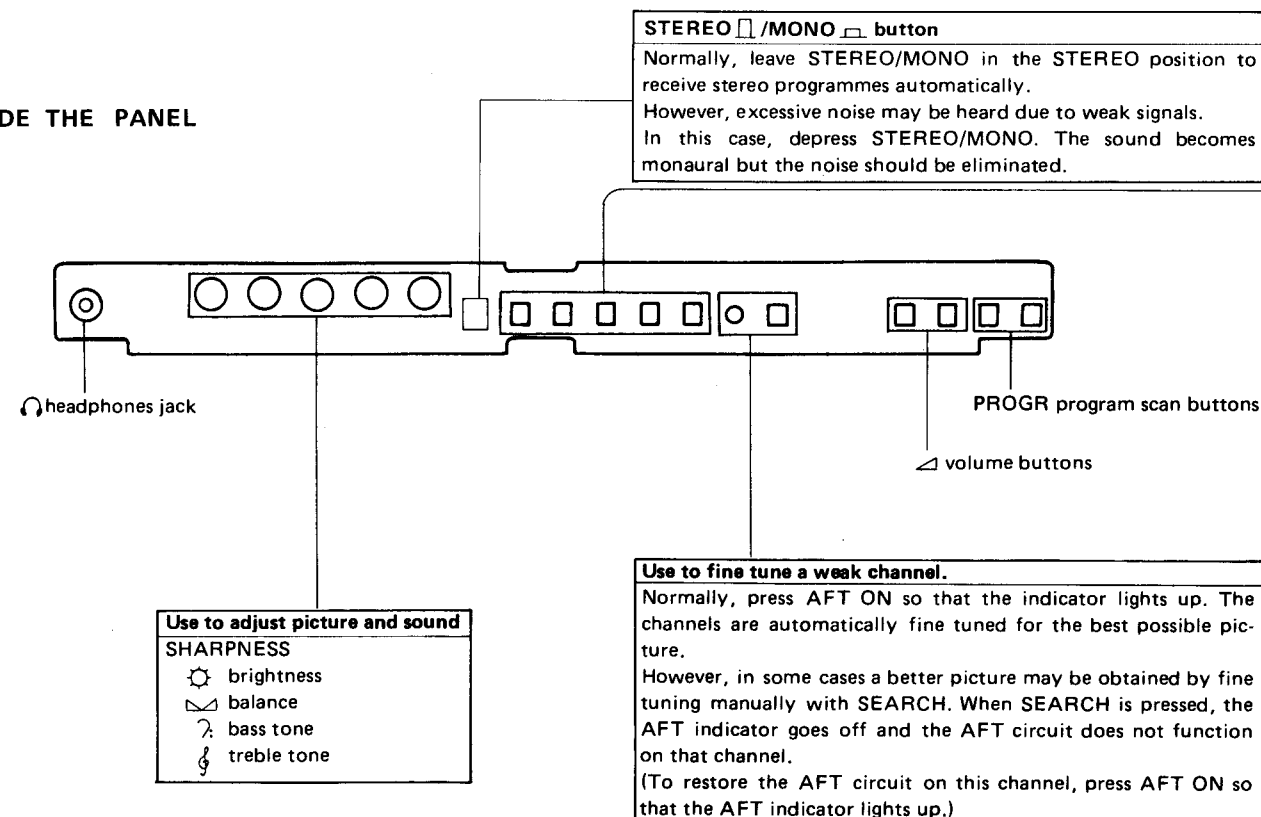 STEREO /MONO button
Normally, leave STEREO/MONO in the STEREO position to
receive stereo programmes automatically.
However, excessive noise may be heard due to weak signals.
In this case, depress STEREO/MONO. The sound becomes
monaural but the noise should be eliminated.
DE THE PANEL
headphones jack
PROGR program scan buttons
volume buttons
Use to adjust picture and sound
SHARPNESS
brightness
balance
bass tone
treble tone
Use to fine tune a weak channel.
Normally, press AFT ON so that the indicator lights up. The
channels are automatically fine tuned for the best possible pic-
ture.
However, in some cases a better picture may be obtained by fine
tuning manually with SEARCH. When SEARCH is pressed, the
AFT indicator goes off and the AFT circuit does not function
on that channel.
(To restore the AFT circuit on this channel, press AFT ON so
that the AFT indicator lights up.)